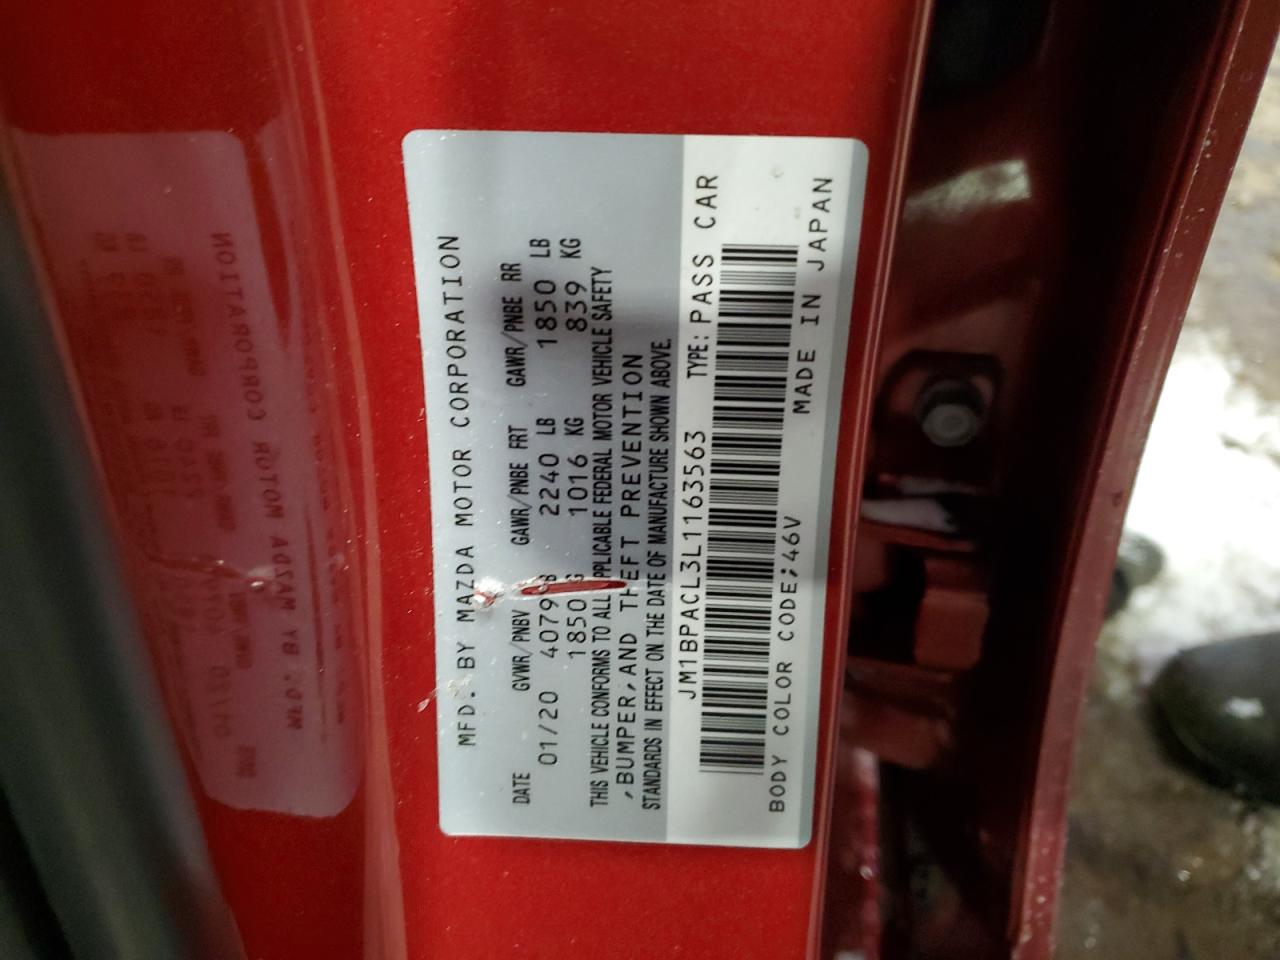 MFD. BY MAZDA MOTOR CORPORATION
DATE GVWR/PNBV GAWR/PNBE FRT GAWR/PNBE RR
01/20 4079 2240 LB 1850 LB
1850 1016 KG 839 KG
THIS VEHICLE CONFORMS TO ALL APPLICABLE FEDERAL MOTOR VEHICLE SAFETY
,BUMPER,AND THEFT PREVENTION
STANDARDS IN EFFECT ON THE DATE OF MANUFACTURE SHOWN ABOVE.
JM1BPACL3L1163563 TYPE: PASS CAR
BODY COLOR CODE;46V MADE IN JAPAN